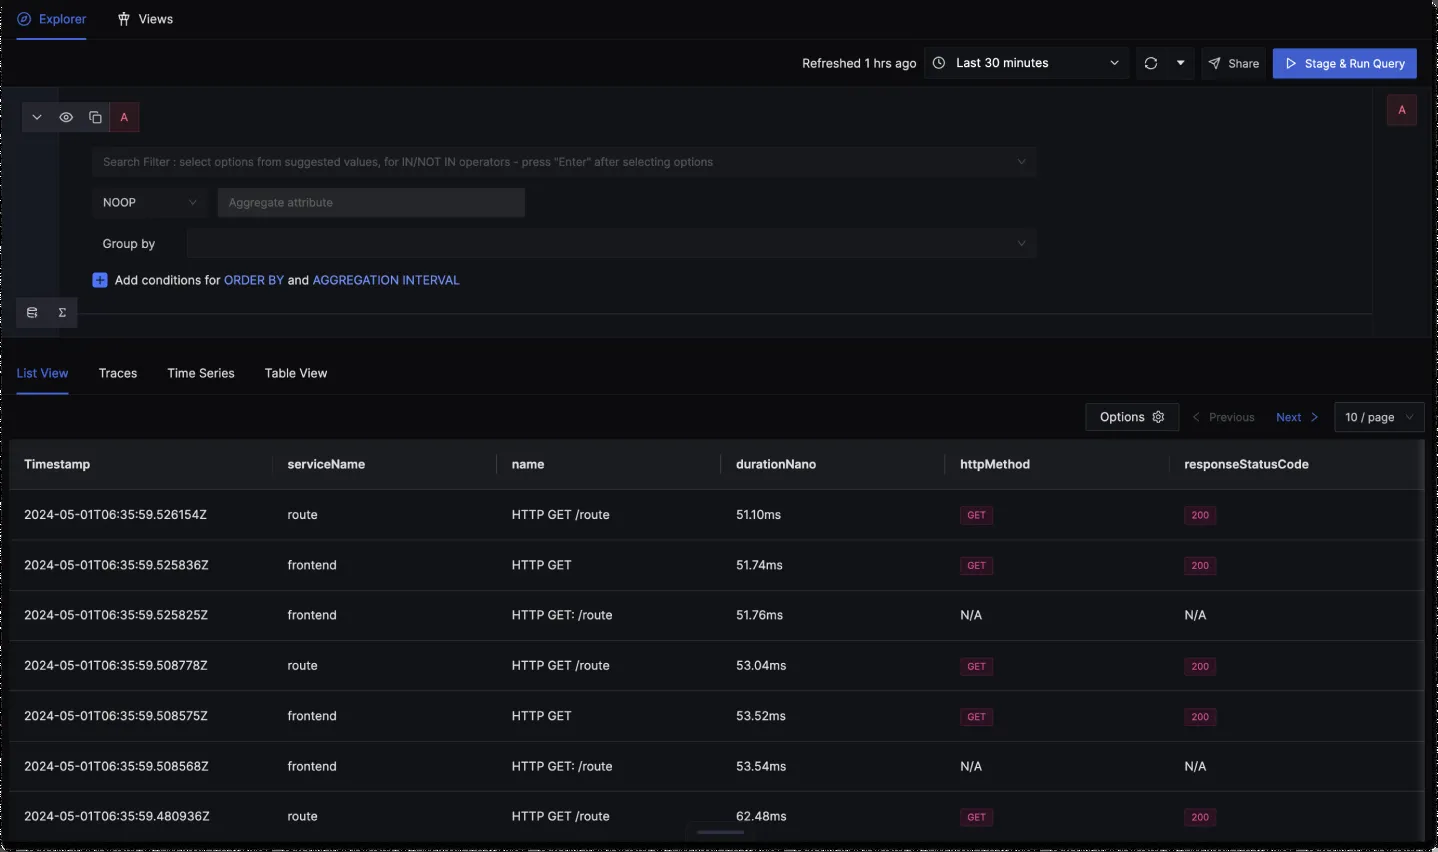 Explorer Views
Refreshed 1 hrs ago Last 30 minutes Share Stage & Run Query
A A
Search Filter : select options from suggested values, for IN/NOT IN operators - press "Enter" after selecting options
NOOP Aggregate attribute
Group by
Add conditions for ORDER BY and AGGREGATION INTERVAL
Σ
List View Traces Time Series Table View
Options Previous Next 10 / page
Timestamp serviceName name durationNano httpMethod responseStatusCode
2024-05-01T06:35:59.526154Z route HTTP GET /route 51.10ms GET 200
2024-05-01T06:35:59.525836Z frontend HTTP GET 51.74ms GET 200
2024-05-01T06:35:59.525825Z frontend HTTP GET: /route 51.76ms N/A N/A
2024-05-01T06:35:59.508778Z route HTTP GET /route 53.04ms GET 200
2024-05-01T06:35:59.508575Z frontend HTTP GET 53.52ms GET 200
2024-05-01T06:35:59.508568Z frontend HTTP GET: /route 53.54ms N/A N/A
2024-05-01T06:35:59.480936Z route HTTP GET /route 62.48ms GET 200